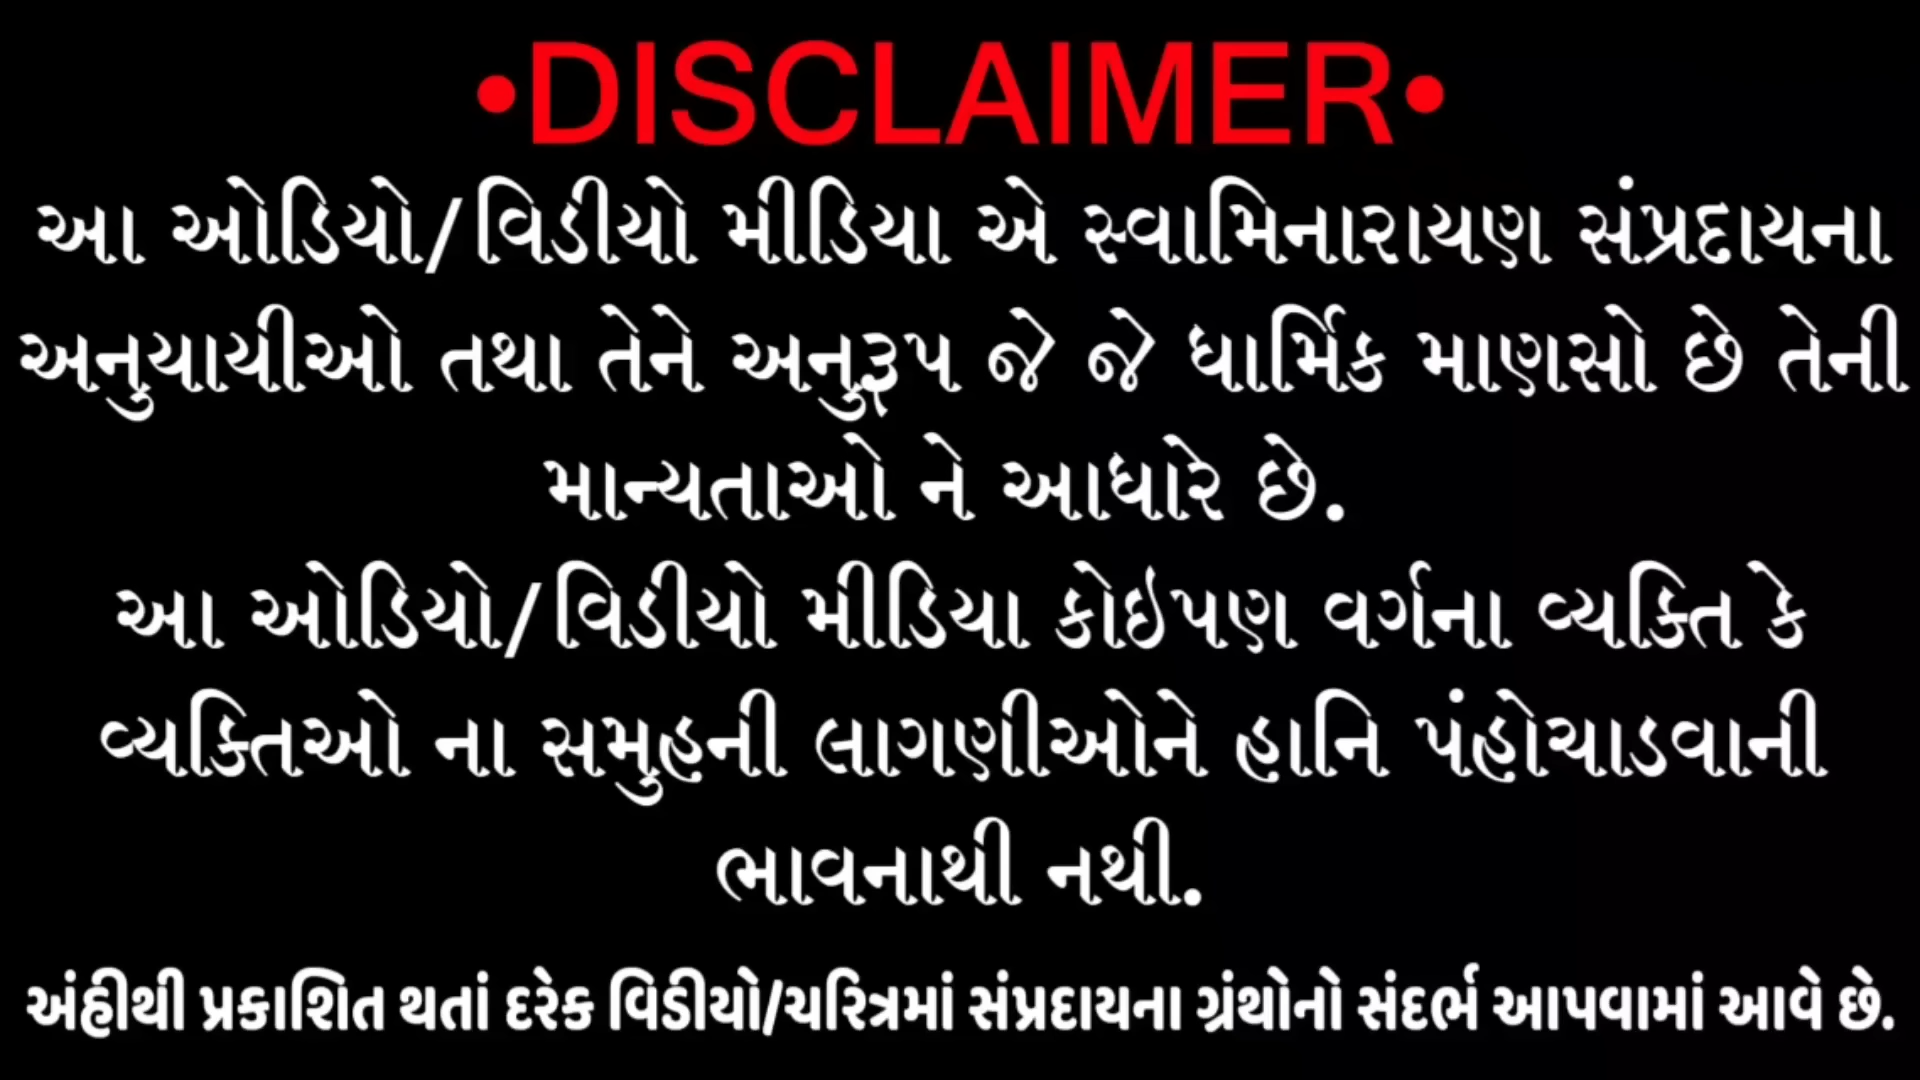 •DISCLAIMER•
આ ઓડિયો/વિડીયો મીડિયા એ સ્વામિનારાયણ સંપ્રદાયના
અનુયાયીઓ તથા તેને અનુરૂપ જે જે ધાર્મિક માણસો છે તેની
માન્યતાઓ ને આધારે છે.
આ ઓડિયો/વિડીયો મીડિયા કોઇપણ વર્ગના વ્યક્તિ કે
વ્યક્તિઓ ના સમુહની લાગણીઓને હાનિ પંહોચાડવાની
ભાવનાથી નથી.
અંહીથી પ્રકાશિત થતાં દરેક વિડીયો/ચરિત્રમાં સંપ્રદાયના ગ્રંથોનો સંદર્ભ આપવામાં આવે છે.